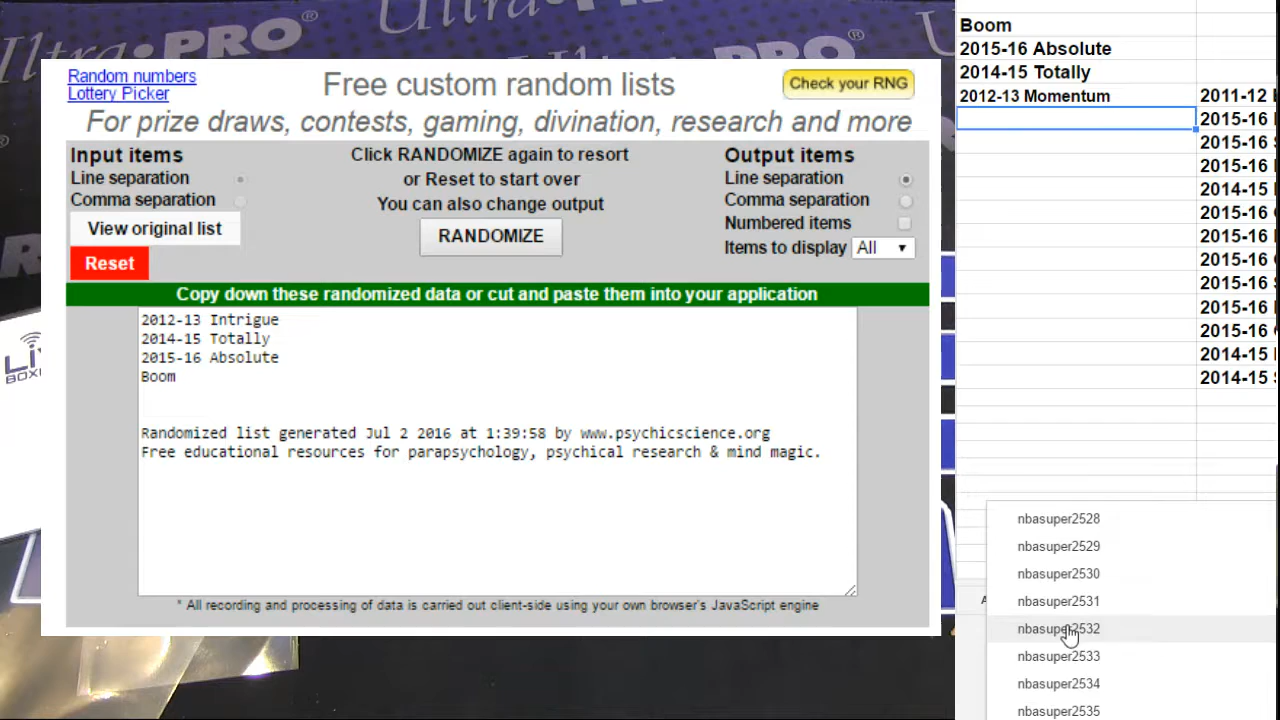 Ultra•PRO
Random numbers
Lottery Picker
Free custom random lists
Check your RNG
For prize draws, contests, gaming, divination, research and more
Input items
Line separation
Comma separation
View original list
Reset
Click RANDOMIZE again to resort
or Reset to start over
You can also change output
RANDOMIZE
Output items
Line separation
Comma separation
Numbered items
Items to display All
Copy down these randomized data or cut and paste them into your application
2012-13 Intrigue
2014-15 Totally
2015-16 Absolute
Boom
Randomized list generated Jul 2 2016 at 1:39:58 by www.psychicscience.org
Free educational resources for parapsychology, psychical research & mind magic.
* All recording and processing of data is carried out client-side using your own browser's JavaScript engine
Boom
2015-16 Absolute
2014-15 Totally
2012-13 Momentum
2011-12
2015-16
2015-16
2015-16
2014-15
2015-16
2015-16
2015-16
2015-16
2015-16
2015-16
2014-15
2014-15
nbasuper2528
nbasuper2529
nbasuper2530
nbasuper2531
nbasuper2532
nbasuper2533
nbasuper2534
nbasuper2535